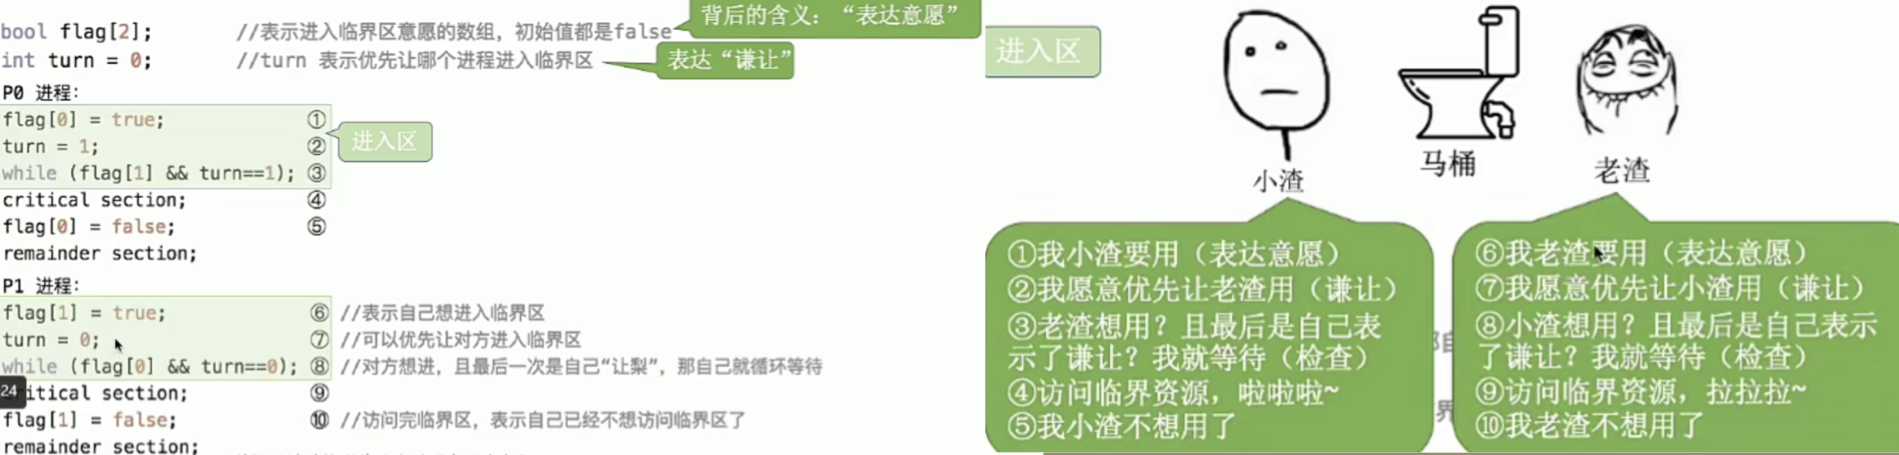 bool flag[2]; //表示进入临界区意愿的数组，初始值都是false
背后的含义：“表达意愿”
int turn = 0; //turn 表示优先让哪个进程进入临界区
表达“谦让”
P0 进程：
flag[0] = true; ①
turn = 1; ②
进入区
while (flag[1] && turn==1); ③
critical section; ④
flag[0] = false; ⑤
remainder section;
P1 进程：
flag[1] = true; ⑥ //表示自己想进入临界区
turn = 0; ⑦ //可以优先让对方进入临界区
while (flag[0] && turn==0); ⑧ //对方想进，且最后一次是自己“让梨”，那自己就循环等待
24
critical section; ⑨
flag[1] = false; ⑩ //访问完临界区，表示自己已经不想访问临界区了
remainder section;
进入区
小渣
马桶
老渣
①我小渣要用（表达意愿）
②我愿意优先让老渣用（谦让）
③老渣想用？且最后是自己表
示了谦让？我就等待（检查）
④访问临界资源，啦啦啦~
⑤我小渣不想用了
⑥我老渣要用（表达意愿）
⑦我愿意优先让小渣用（谦让）
⑧小渣想用？且最后是自己表示
了谦让？我就等待（检查）
⑨访问临界资源，拉拉拉~
⑩我老渣不想用了